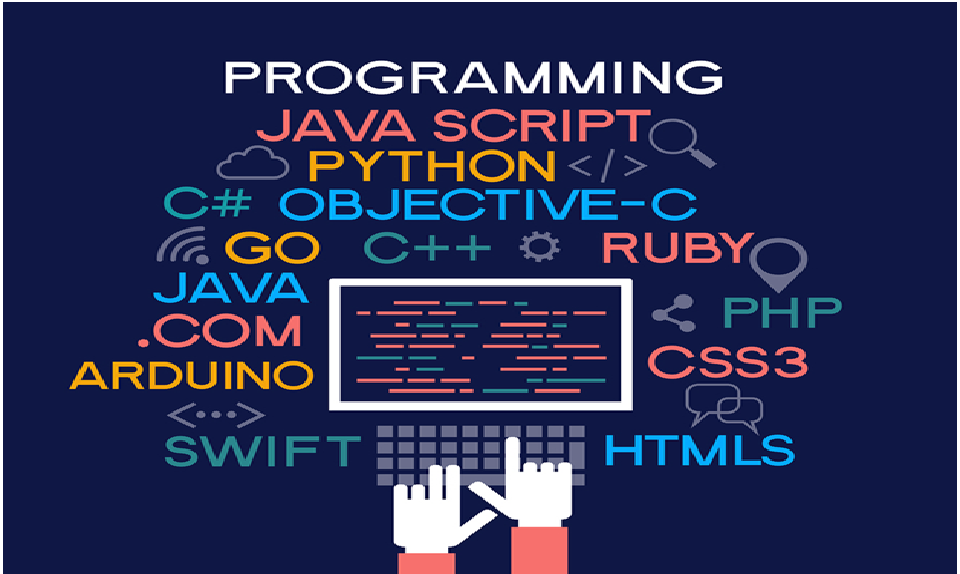 PROGRAMMING
JAVA SCRIPT
PYTHON </>
C# OBJECTIVE-C
GO C++ RUBY
JAVA PHP
.COM CSS3
ARDUINO
<···>
SWIFT HTMLS